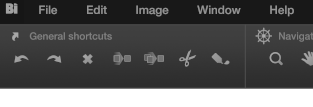 Bi File Edit Image Window Help
General shortcuts Navigat